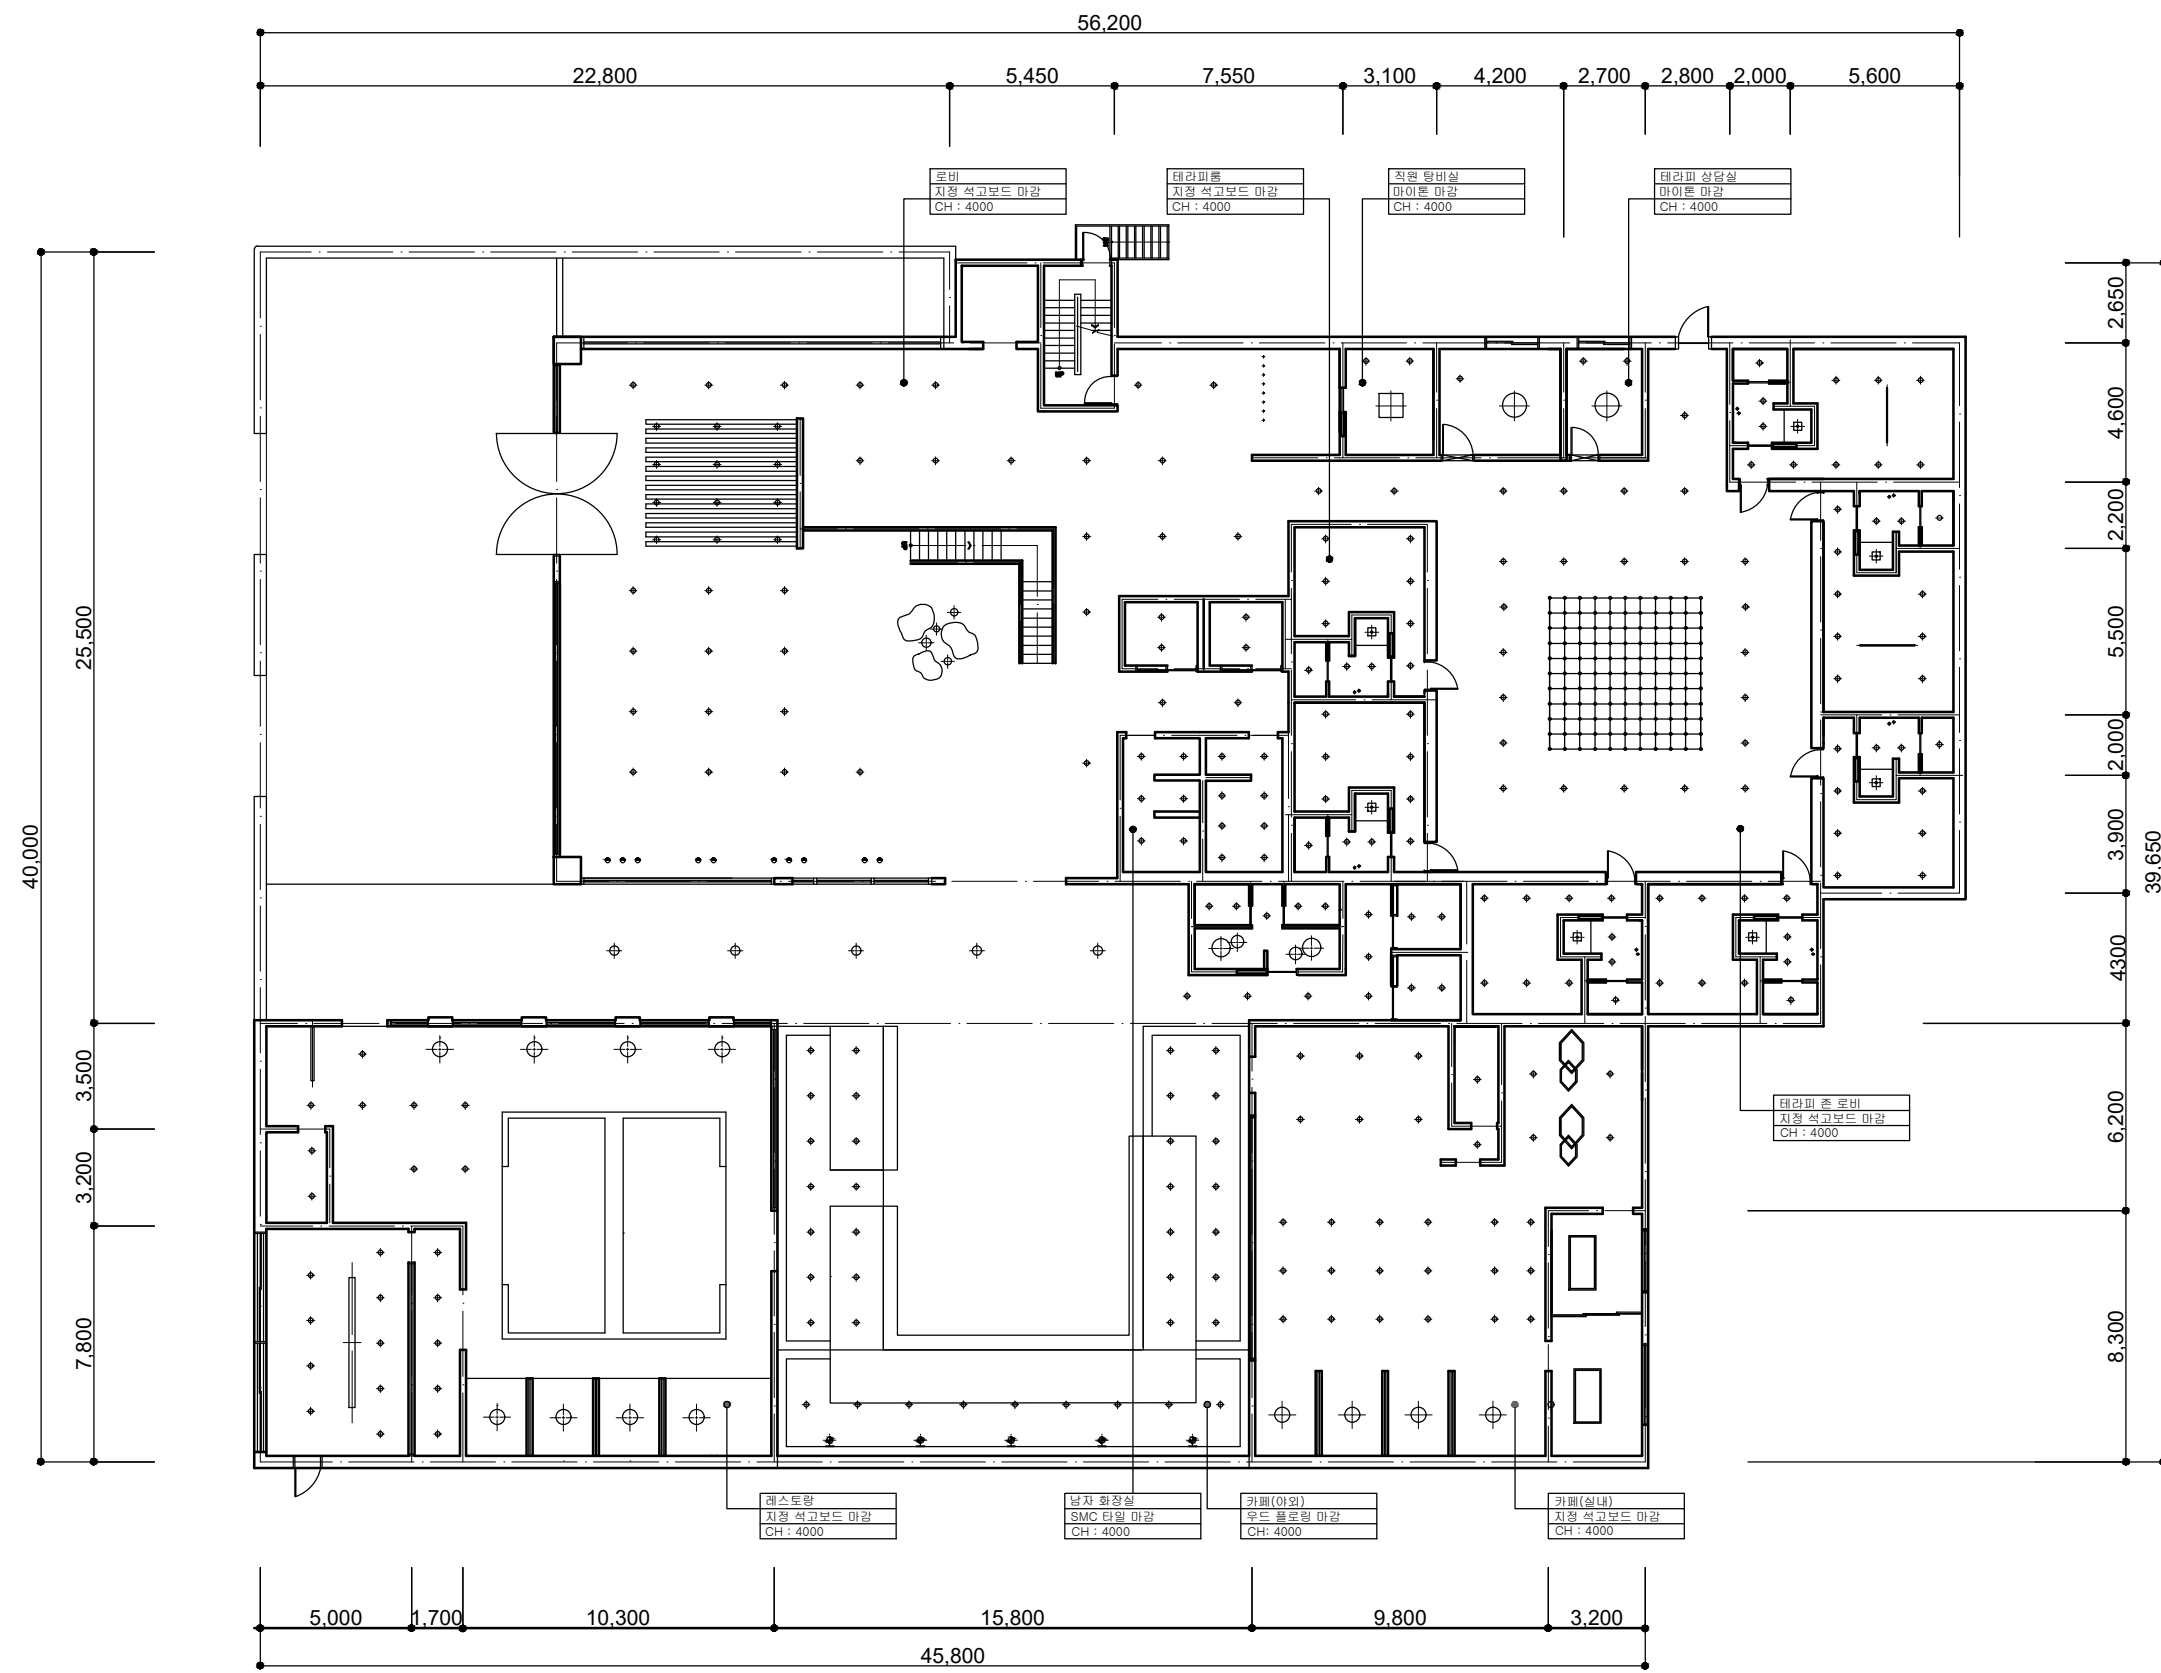 56,200
22,800 5,450 7,550 3,100 4,200 2,700 2,800 2,000 5,600
로비
지정 석고보드 마감
CH : 4000
테라피룸
지정 석고보드 마감
CH : 4000
직원 탕비실
마이톤 마감
CH : 4000
테라피 상담실
마이톤 마감
CH : 4000
40,000
25,500
3,500
3,200
7,800
UP
2,650
4,600
2,200
5,500
2,000
3,900
4300
6,200
8,300
39.650
테라피 존 로비
지정 석고보드 마감
CH : 4000
레스토랑
지정 석고보드 마감
CH : 4000
남자 화장실
SMC 타일 마감
CH : 4000
카페(야외)
우드 플로링 마감
CH: 4000
카페(실내)
지정 석고보드 마감
CH : 4000
5,000 1,700 10,300 15,800 9,800 3,200
45,800